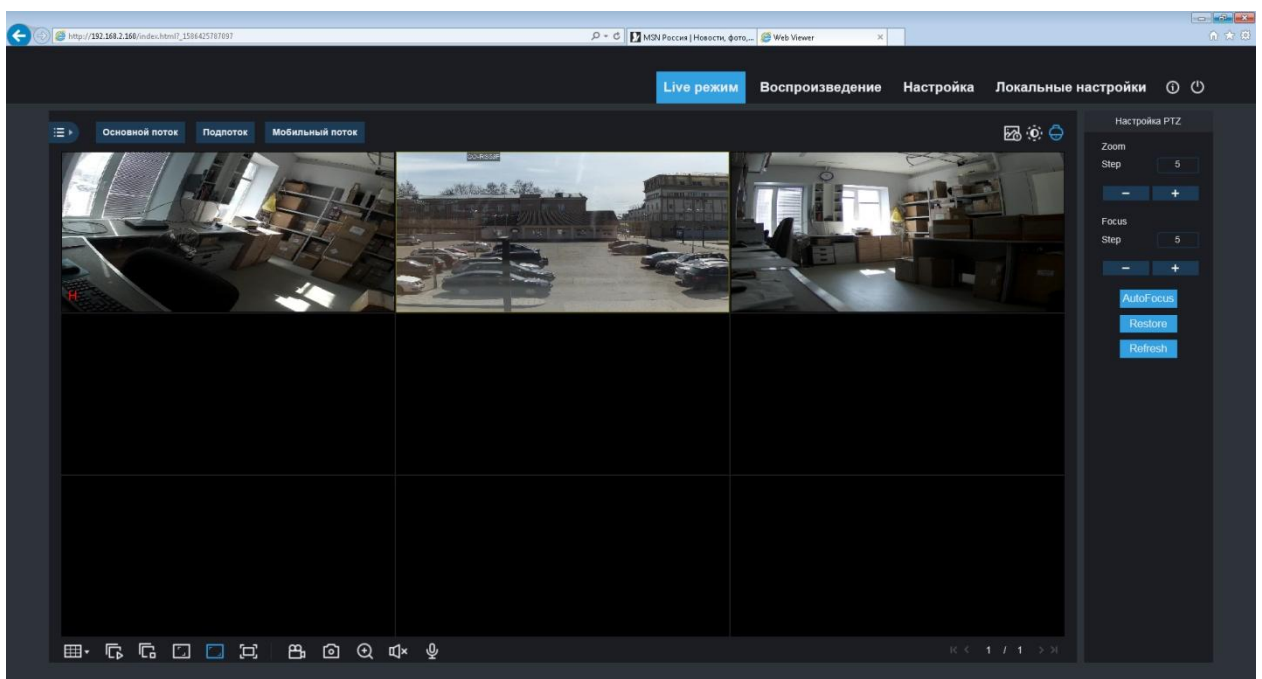 http://192.168.2.160/index.html?_1586425787097
MSN Россия | Новости, фото,...
Web Viewer
Live режим
Воспроизведение
Настройка
Локальные настройки
Основной поток
Подпоток
Мобильный поток
Настройка PTZ
Zoom
Step 5
− +
Focus
Step 5
− +
AutoFocus
Restore
Refresh
H
1 / 1